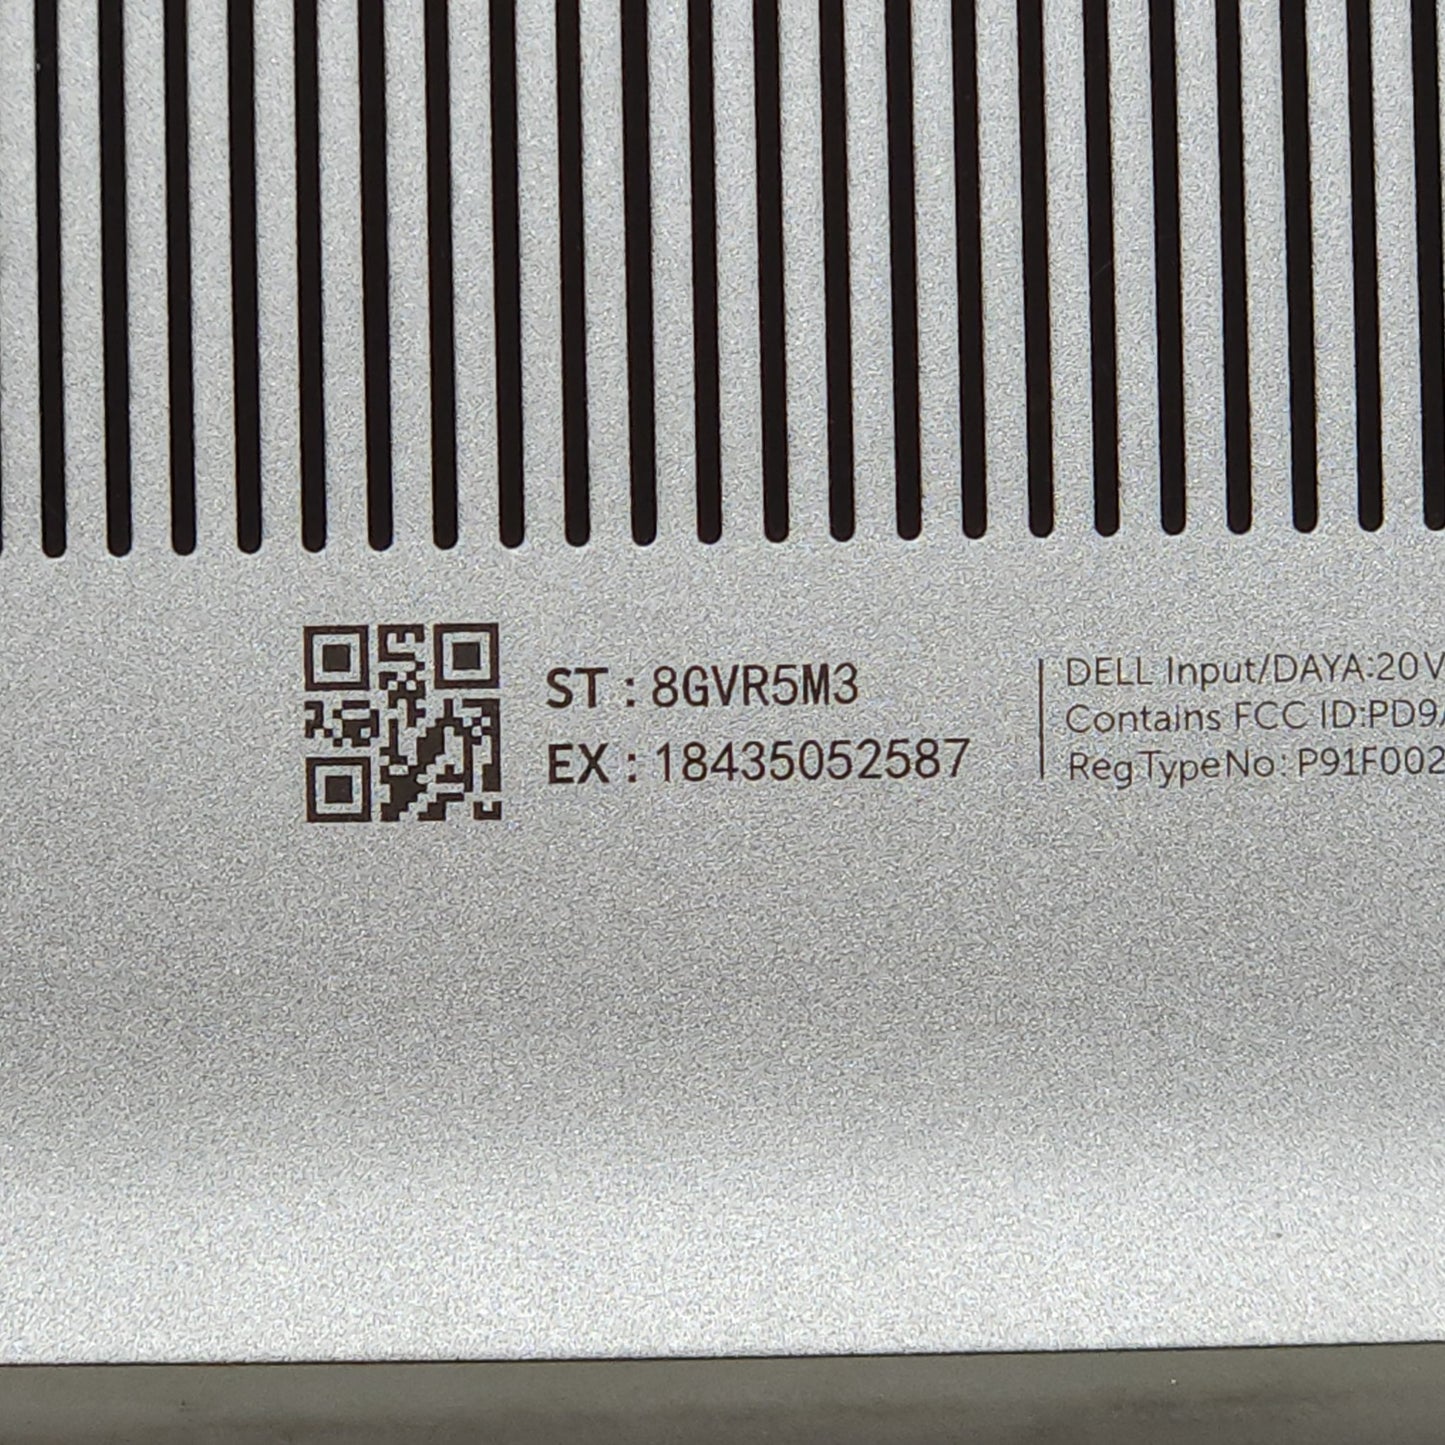 ST : 8GVR5M3
EX : 18435052587
DELL Input/DAYA:20V
Contains FCC ID:PD9
Reg TypeNo: P91F002